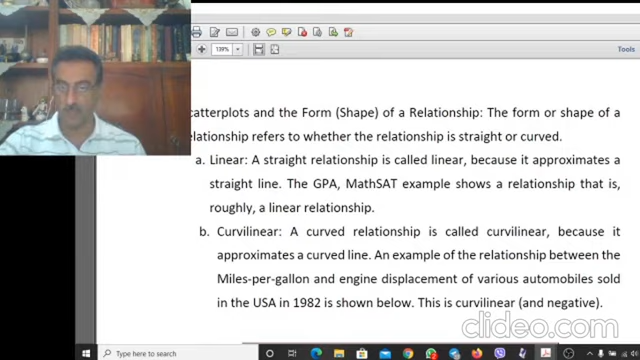 139%
Tools
catterplots and the Form (Shape) of a Relationship: The form or shape of a
elationship refers to whether the relationship is straight or curved.
a. Linear: A straight relationship is called linear, because it approximates a
straight line. The GPA, MathSAT example shows a relationship that is,
roughly, a linear relationship.
b. Curvilinear: A curved relationship is called curvilinear, because it
approximates a curved line. An example of the relationship between the
Miles-per-gallon and engine displacement of various automobiles sold
in the USA in 1982 is shown below. This is curvilinear (and negative).
clideo.com
Type here to search